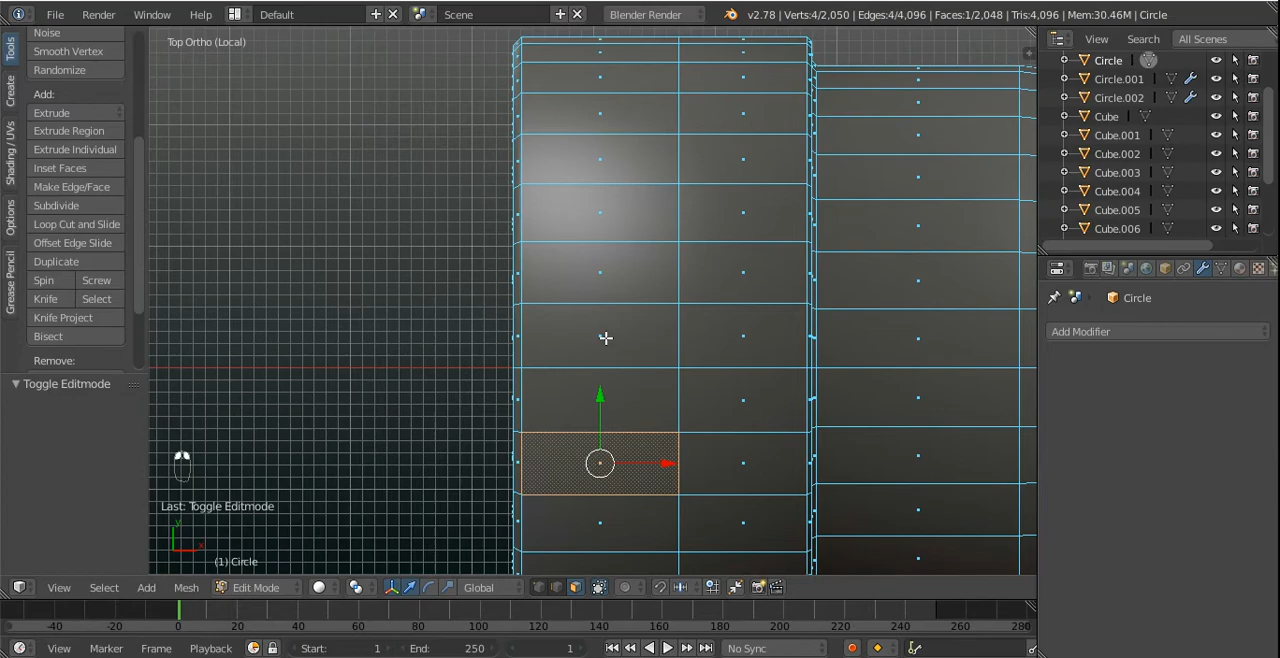 File Render Window Help Default Scene Blender Render v2.78 | Verts:4/2,050 | Edges:4/4,096 | Faces:1/2,048 | Tris:4,096 | Mem:30.46M | Circle
Tools
Create
Shading / UVs
Options
Grease Pencil
Noise
Smooth Vertex
Randomize
Add:
Extrude
Extrude Region
Extrude Individual
Inset Faces
Make Edge/Face
Subdivide
Loop Cut and Slide
Offset Edge Slide
Duplicate
Spin Screw
Knife Select
Knife Project
Bisect
Remove:
Toggle Editmode
Top Ortho (Local)
Last: Toggle Editmode
y
x
(1) Circle
View Search All Scenes
Circle
Circle.001
Circle.002
Cube
Cube.001
Cube.002
Cube.003
Cube.004
Cube.005
Cube.006
Circle
Add Modifier
View Select Add Mesh Edit Mode Global
-40 -20 0 20 40 60 80 100 120 140 160 180 200 220 240 260 280
View Marker Frame Playback Start: 1 End: 250 1 No Sync